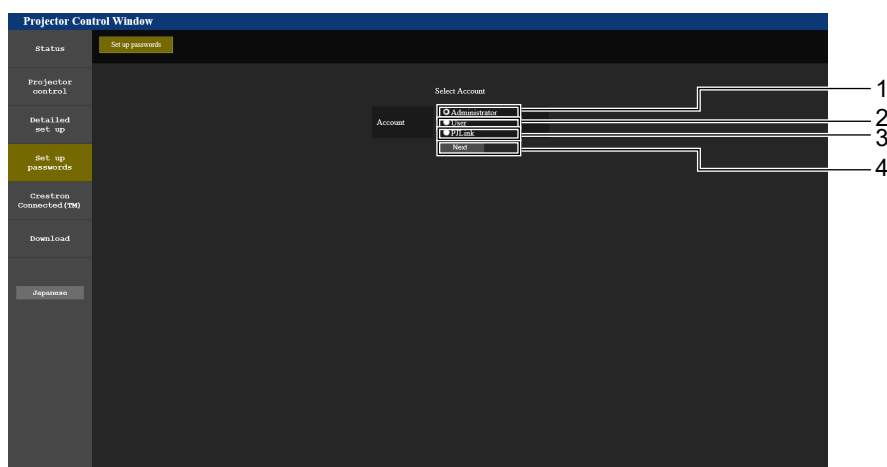 Projector Control Window
Status
Set up passwords
Projector
control
Detailed
set up
Set up
passwords
Crestron
Connected(TM)
Download
Japanese
Select Account
Account
Administrator
User
PJLink
Next
1
2
3
4